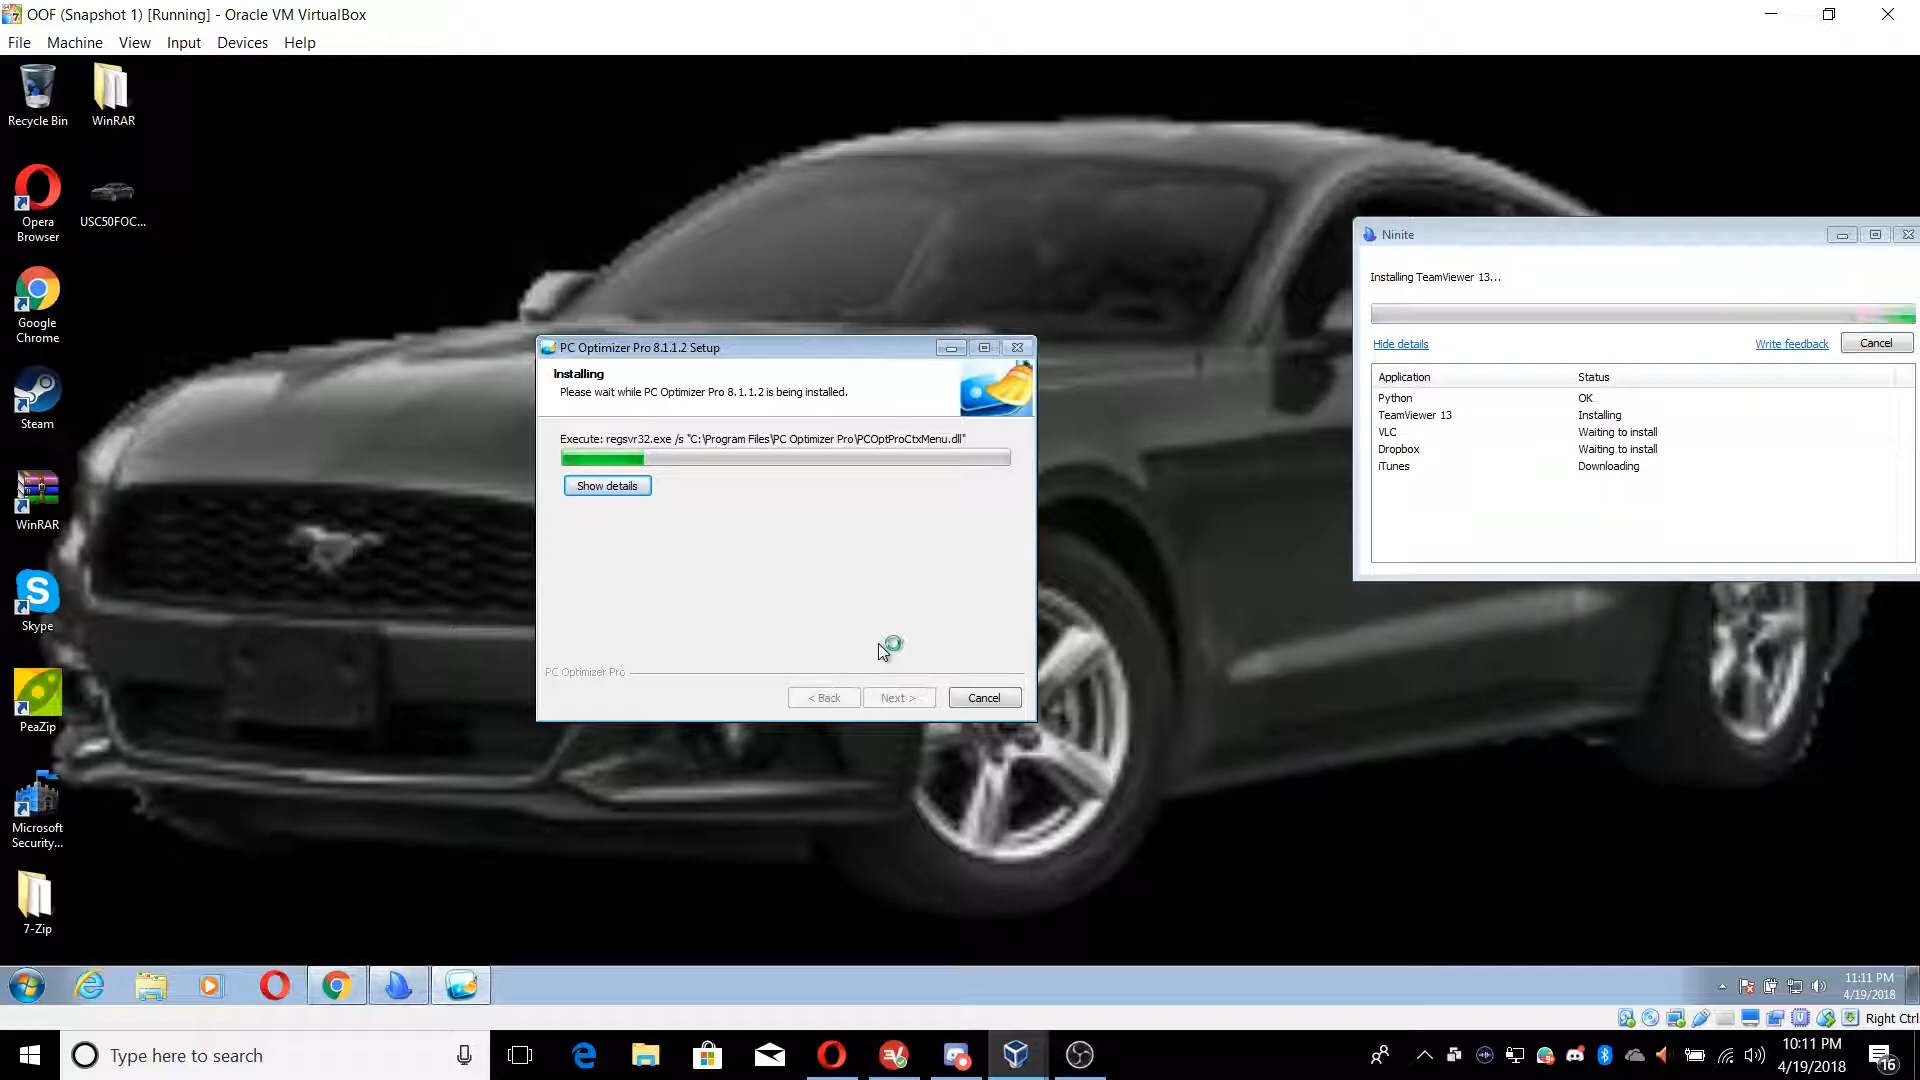 OOF (Snapshot 1) [Running] - Oracle VM VirtualBox
File Machine View Input Devices Help
Recycle Bin
WinRAR
Opera
Browser
USC50FOC...
Google
Chrome
Steam
WinRAR
Skype
PeaZip
Microsoft
Security...
7-Zip
PC Optimizer Pro 8.1.1.2 Setup
Installing
Please wait while PC Optimizer Pro 8.1.1.2 is being installed.
Execute: regsvr32.exe /s "C:\Program Files\PC Optimizer Pro\PCOptProCtxMenu.dll"
Show details
PC Optimizer Pro
< Back Next > Cancel
Ninite
Installing TeamViewer 13...
Hide details Write feedback Cancel
Application Status
Python OK
TeamViewer 13 Installing
VLC Waiting to install
Dropbox Waiting to install
iTunes Downloading
11:11 PM
4/19/2018
Right Ctrl
Type here to search
10:11 PM
4/19/2018
16